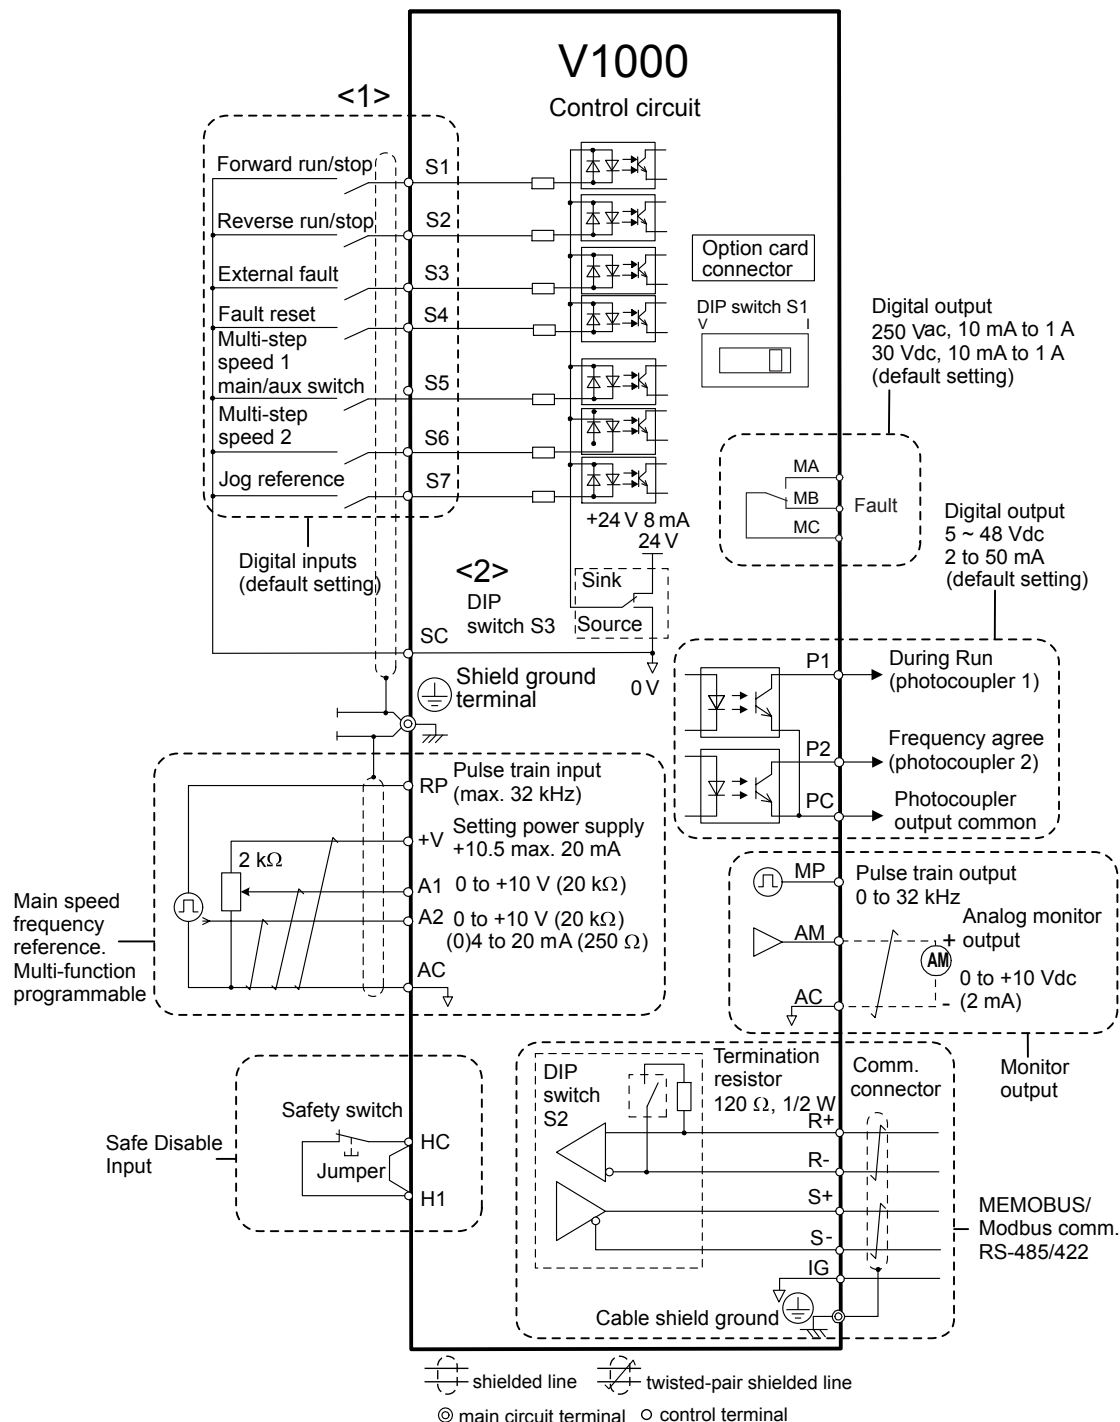 V1000
Control circuit
<1>
Forward run/stop
S1
Reverse run/stop
S2
External fault
S3
Fault reset
S4
Multi-step
speed 1
main/aux switch
S5
Multi-step
speed 2
S6
Jog reference
S7
Digital inputs
(default setting)
Option card
connector
DIP switch S1
V
I
+24 V 8 mA
24 V
<2>
DIP
switch S3
Sink
Source
SC
0 V
Shield ground
terminal
Digital output
250 Vac, 10 mA to 1 A
30 Vdc, 10 mA to 1 A
(default setting)
MA
MB
MC
Fault
Digital output
5 ~ 48 Vdc
2 to 50 mA
(default setting)
P1
During Run
(photocoupler 1)
P2
Frequency agree
(photocoupler 2)
PC
Photocoupler
output common
Main speed
frequency
reference.
Multi-function
programmable
2 kΩ
RP
Pulse train input
(max. 32 kHz)
+V
Setting power supply
+10.5 max. 20 mA
A1
0 to +10 V (20 kΩ)
A2
0 to +10 V (20 kΩ)
(0)4 to 20 mA (250 Ω)
AC
MP
Pulse train output
0 to 32 kHz
AM
+
Analog monitor
output
AM
0 to +10 Vdc
(2 mA)
AC
-
Monitor
output
Safe Disable
Input
Safety switch
Jumper
HC
H1
DIP
switch
S2
Termination
resistor
120 Ω, 1/2 W
Comm.
connector
R+
R-
S+
S-
IG
Cable shield ground
MEMOBUS/
Modbus comm.
RS-485/422
shielded line
twisted-pair shielded line
main circuit terminal
control terminal